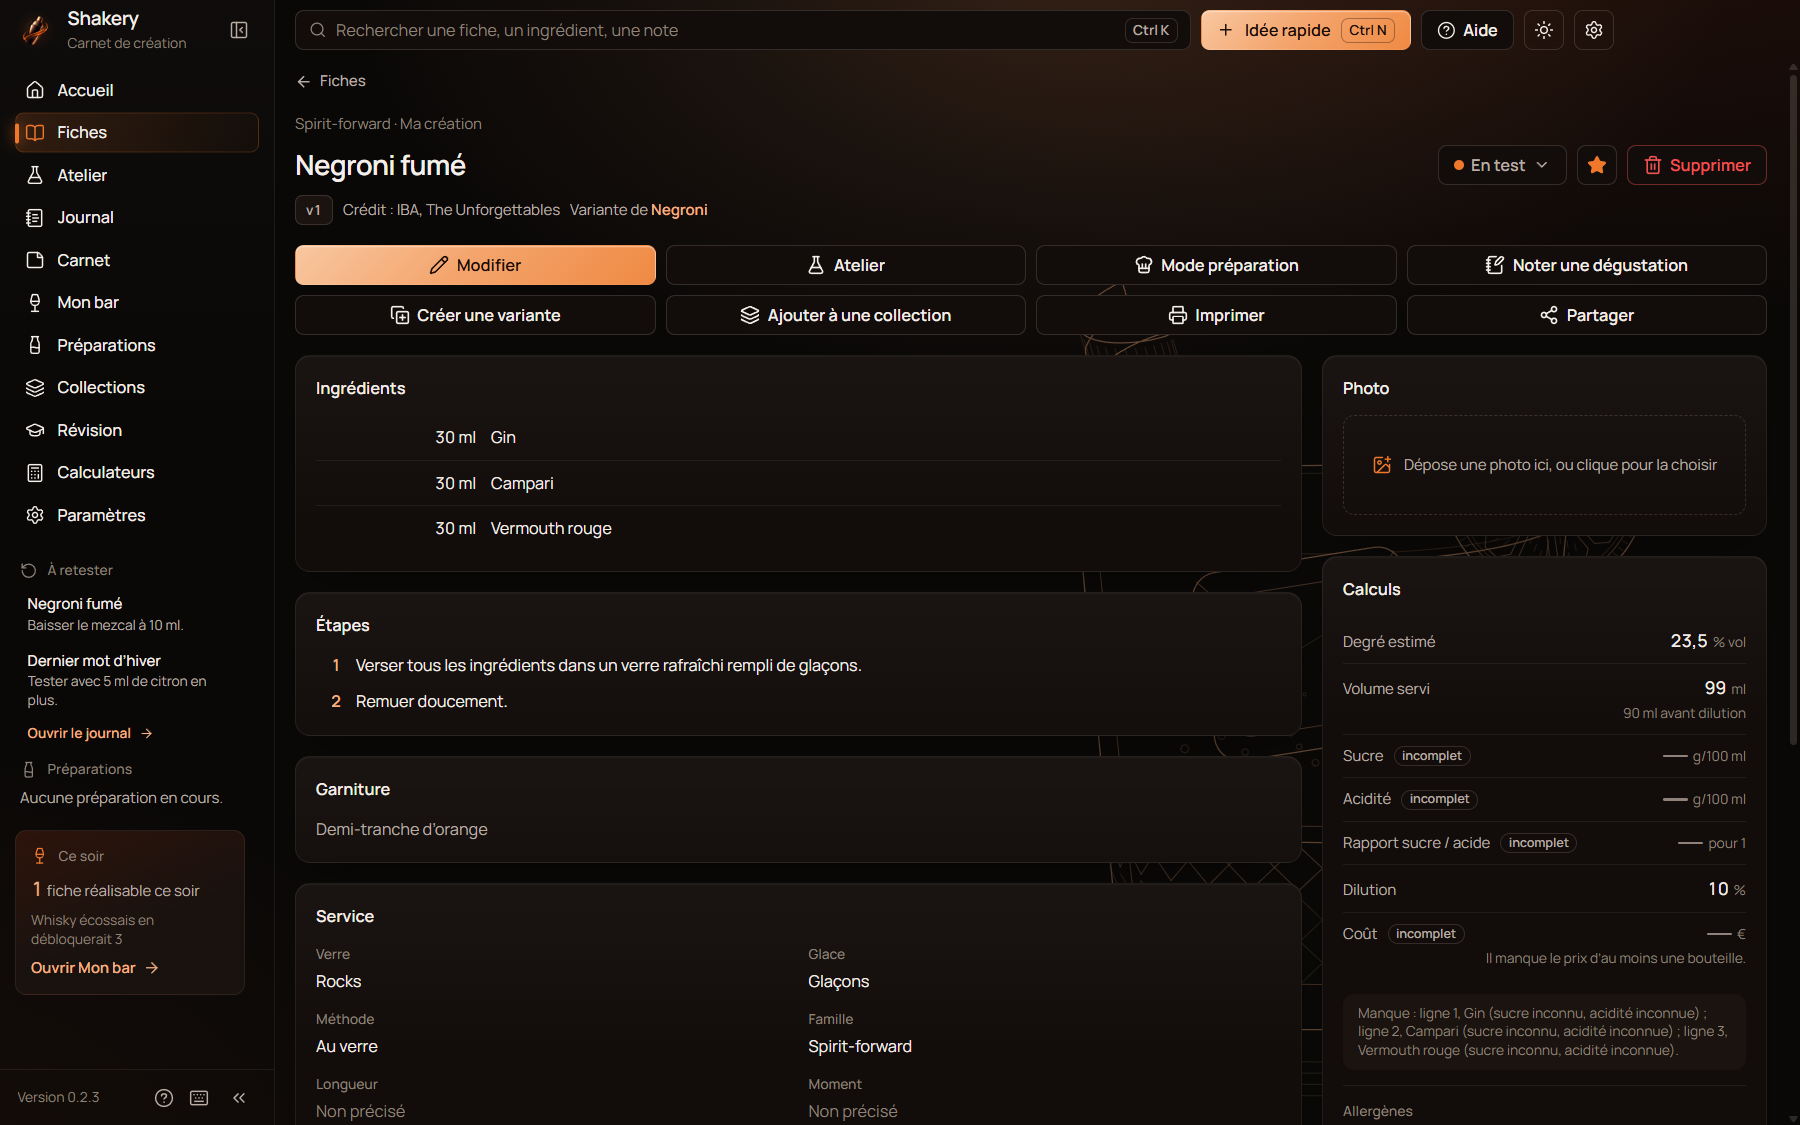 Shakery
Carnet de création
Accueil
Fiches
Atelier
Journal
Carnet
Mon bar
Préparations
Collections
Révision
Calculateurs
Paramètres
À retester
Negroni fumé
Baisser le mezcal à 10 ml.
Dernier mot d'hiver
Tester avec 5 ml de citron en
plus.
Ouvrir le journal →
Préparations
Aucune préparation en cours.
Ce soir
1 fiche réalisable ce soir
Whisky écossais en
débloquerait 3
Ouvrir Mon bar →
Version 0.2.3
Rechercher une fiche, un ingrédient, une note Ctrl K
+ Idée rapide Ctrl N
Aide
← Fiches
Spirit-forward · Ma création
Negroni fumé
En test
Supprimer
v1 Crédit : IBA, The Unforgettables Variante de Negroni
Modifier
Atelier
Mode préparation
Noter une dégustation
Créer une variante
Ajouter à une collection
Imprimer
Partager
Ingrédients
30 ml Gin
30 ml Campari
30 ml Vermouth rouge
Étapes
1 Verser tous les ingrédients dans un verre rafraîchi rempli de glaçons.
2 Remuer doucement.
Garniture
Demi-tranche d'orange
Service
Verre
Rocks
Glace
Glaçons
Méthode
Au verre
Famille
Spirit-forward
Longueur
Non précisé
Moment
Non précisé
Photo
Dépose une photo ici, ou clique pour la choisir
Calculs
Degré estimé 23,5 % vol
Volume servi 99 ml
90 ml avant dilution
Sucre incomplet — g/100 ml
Acidité incomplet — g/100 ml
Rapport sucre / acide incomplet — pour 1
Dilution 10 %
Coût incomplet — €
Il manque le prix d'au moins une bouteille.
Manque : ligne 1, Gin (sucre inconnu, acidité inconnue) ;
ligne 2, Campari (sucre inconnu, acidité inconnue) ; ligne 3,
Vermouth rouge (sucre inconnu, acidité inconnue).
Allergènes